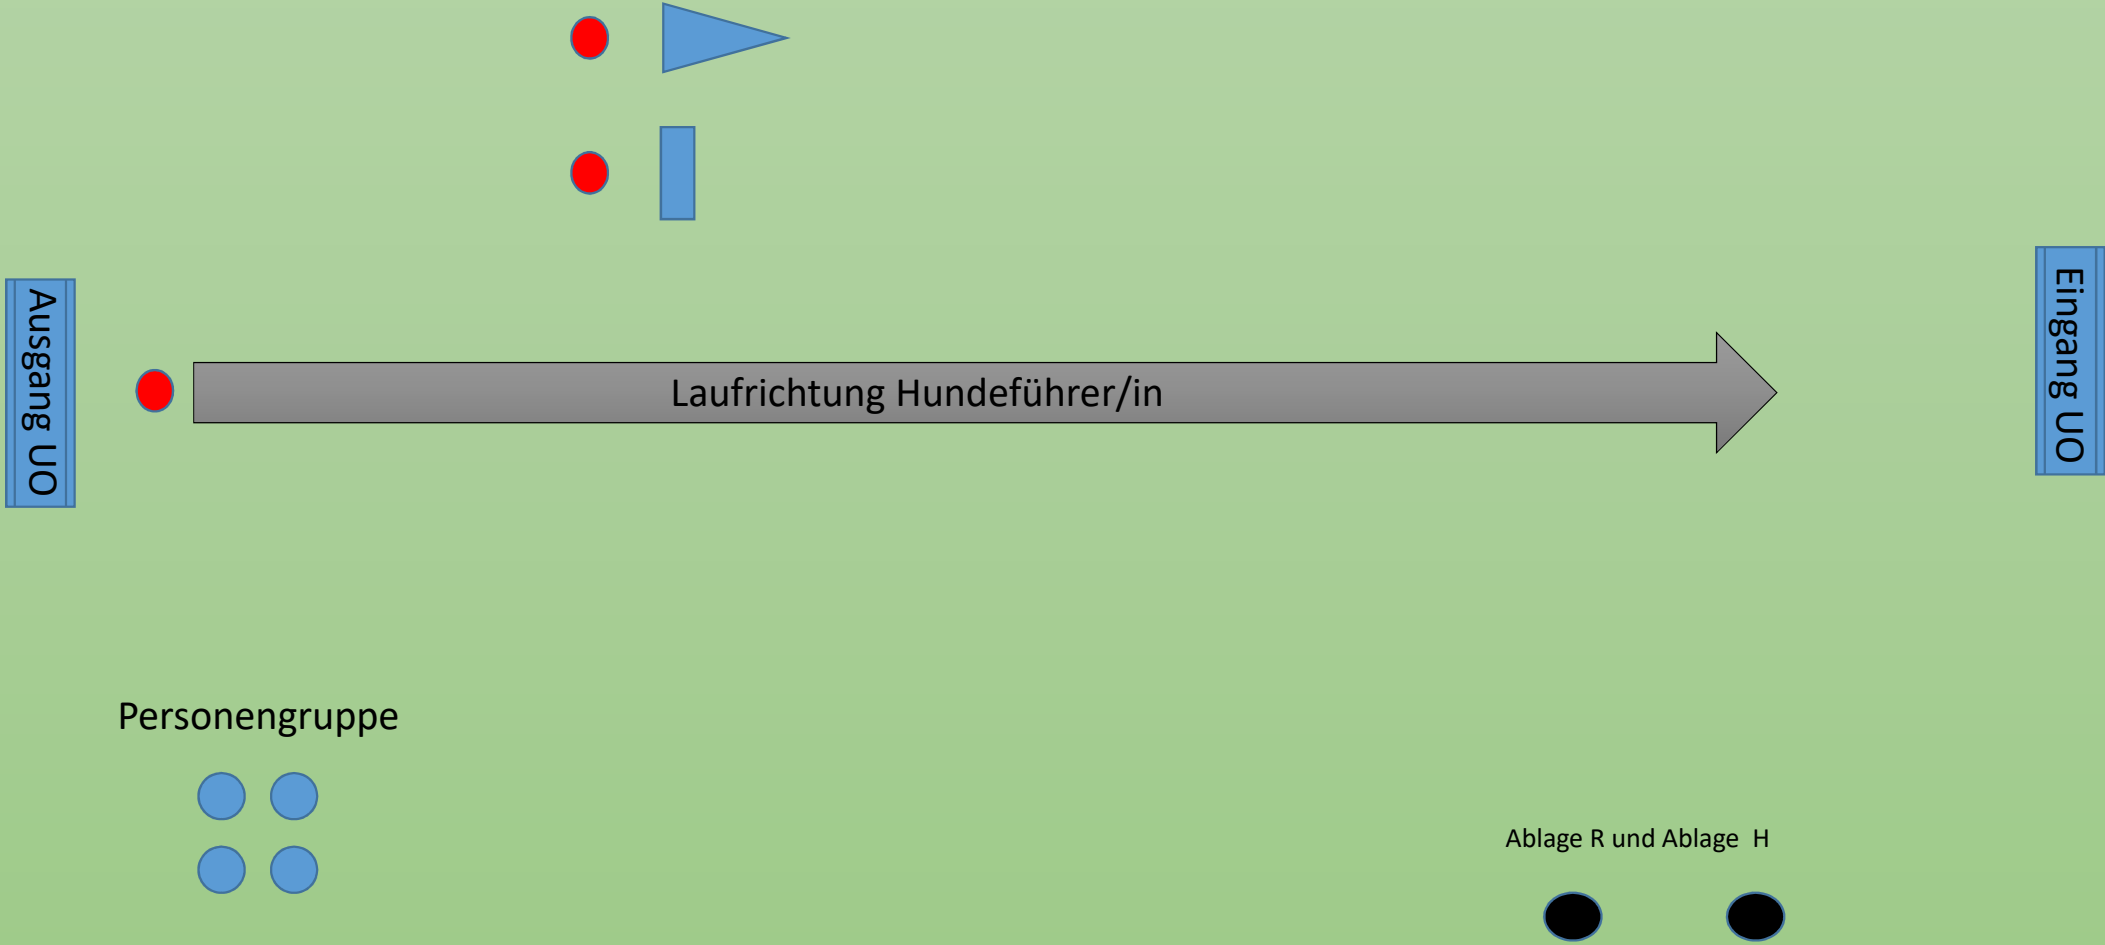 Ausgang UO
Eingang UO
Laufrichtung Hundeführer/in
Personengruppe
Ablage R und Ablage  H